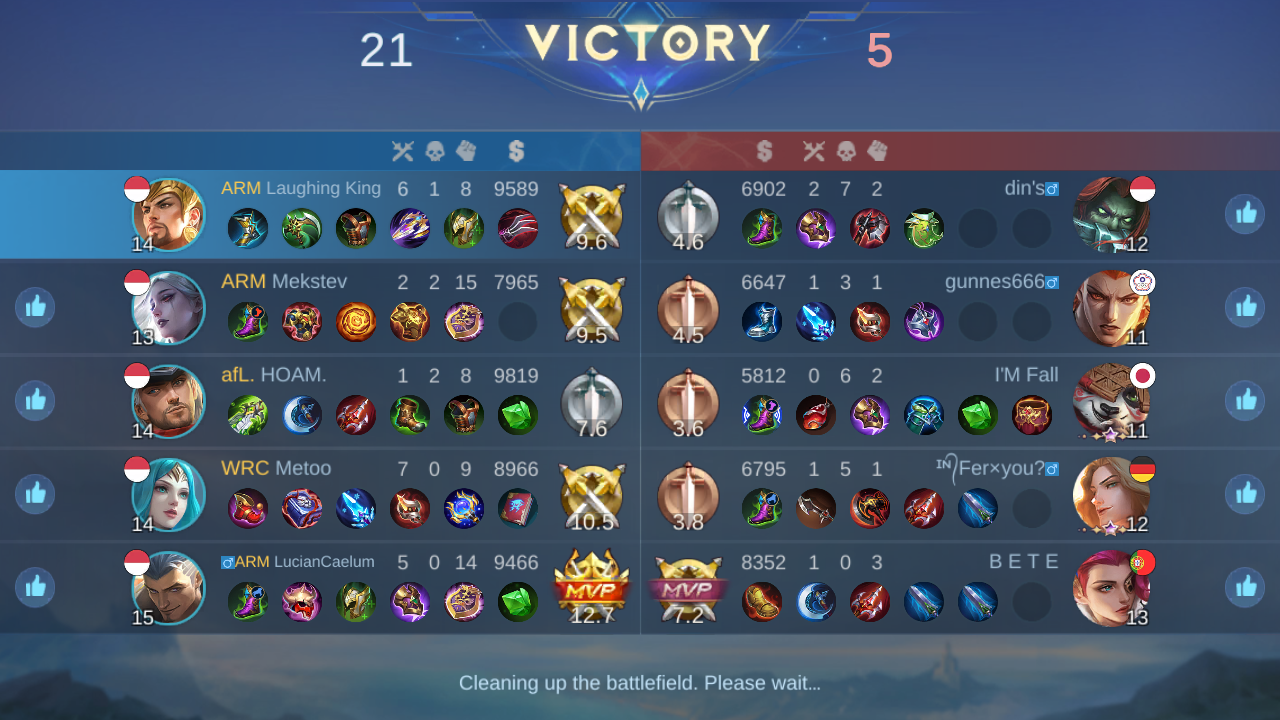 21 VICTORY 5
ARM Laughing King 6 1 8 9589
14 9.6
6902 2 7 2 din's♂
4.6 12
ARM Mekstev 2 2 15 7965
13 9.5
6647 1 3 1 gunnes666♂
4.5 11
afL. HOAM. 1 2 8 9819
14 7.6
5812 0 6 2 I'M Fall
3.6 11
WRC Metoo 7 0 9 8966
14 10.5
6795 1 5 1 ᴵᴺ᭄Fer×you?♂
3.8 12
♂ARM LucianCaelum 5 0 14 9466
15 MVP 12.7
8352 1 0 3 B E T E
MVP 7.2 13
Cleaning up the battlefield. Please wait...